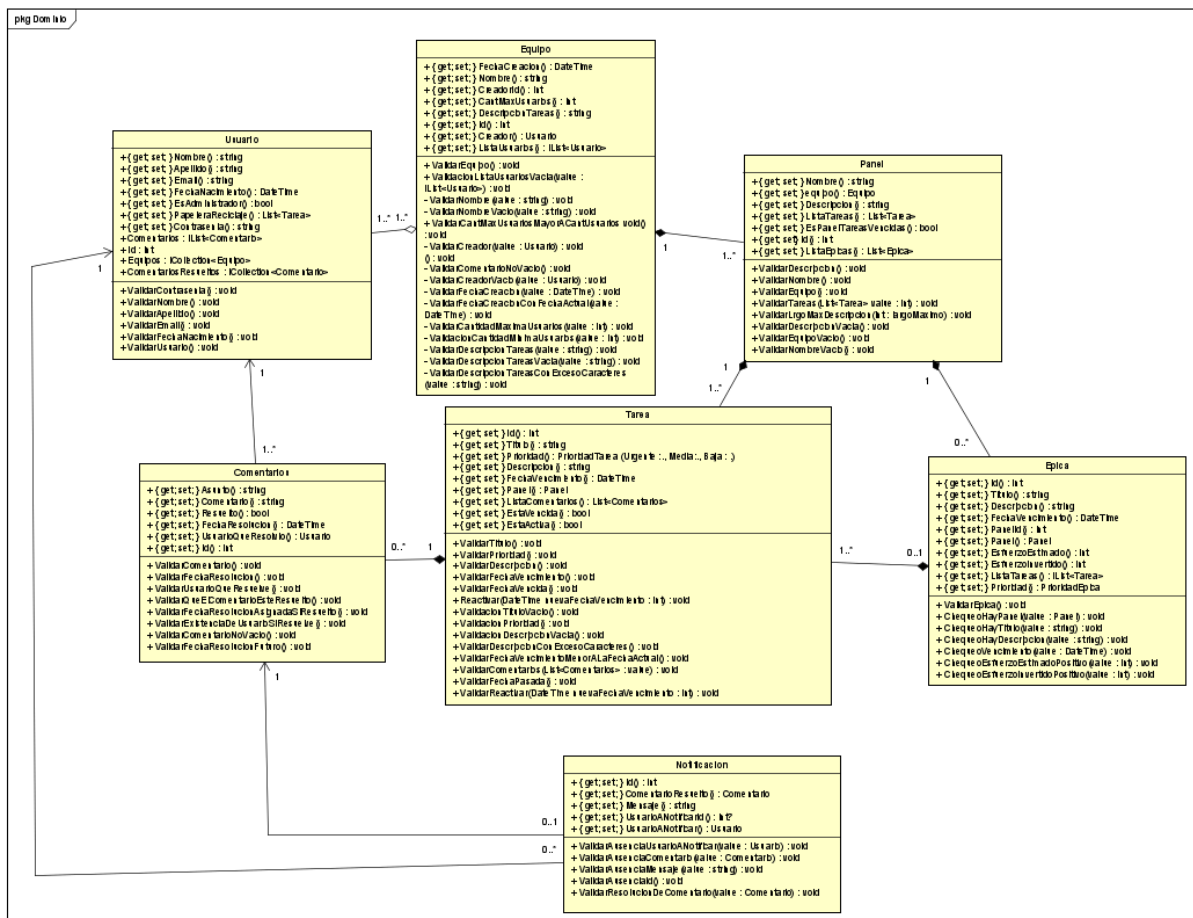 pkg Dominio
Equipo
+ {get;set;} FechaCreacion() : DateTime
+ {get;set;} Nombre() : string
+ {get;set;} CreadorId() : int
+ {get;set;} CantMaxUsuarios() : int
+ {get;set;} DescripcionTareas() : string
+ {get;set;} Id() : int
+ {get;set;} Creador() : Usuario
+ {get;set;} ListaUsuarios() : IList<Usuario>
+ ValidarEquipo() : void
+ ValidacionListaUsuariosVacia(value :
IList<Usuario>) : void
- ValidarNombre(value : string) : void
- ValidarNombreVacio(value : string) : void
+ ValidarCantMaxUsuariosMayorACantUsuarios void()
: void
- ValidarCreador(value : Usuario) : void
() : void
- ValidarComentarioNoVacio() : void
- ValidarCreadorVacio(value : Usuario) : void
- ValidarFechaCreacion(value : DateTime) : void
- ValidarFechaCreacionConFechaActual(value :
DateTime) : void
- ValidarCantidadMaximaUsuarios(value : int) : void
- ValidacionCantidadMinimaUsuarios(value : int) : void
- ValidarDescripcionTareas(value : string) : void
- ValidarDescripcionTareasVacia(value : string) : void
- ValidarDescripcionTareasConExcesoCaracteres
(value : string) : void
Usuario
+ {get;set;} Nombre() : string
+ {get;set;} Apellido() : string
+ {get;set;} Email() : string
+ {get;set;} FechaNacimiento() : DateTime
+ {get;set;} EsAdministrador() : bool
+ {get;set;} PapeleraReciclaje() : List<Tarea>
+ {get;set;} Contrasenia() : string
+ Comentarios : IList<Comentario>
+ Id : int
+ Equipos : ICollection<Equipo>
+ ComentariosResueltos : ICollection<Comentario>
+ ValidarContrasenia() : void
+ ValidarNombre() : void
+ ValidarApellido() : void
+ ValidarEmail() : void
+ ValidarFechaNacimiento() : void
+ ValidarUsuario() : void
1..* 1..*
Panel
+ {get;set;} Nombre() : string
+ {get;set;} equipo() : Equipo
+ {get;set;} Descripcion() : string
+ {get;set;} ListaTareas() : List<Tarea>
+ {get;set;} EsPanelTareasVencidas() : bool
+ {get;set} Id() : int
+ {get;set;} ListaEpicas() : List<Epica>
+ ValidarDescripcion() : void
+ ValidarNombre() : void
+ ValidarEquipo() : void
+ ValidarTareas(List<Tarea> value : int) : void
+ ValidarLrgoMaxDescripcion(int : largoMaximo) : void
+ ValidarDescripcionVacia() : void
+ ValidarEquipoVacio() : void
+ ValidarNombreVacio() : void
1 1..*
1
1
1..*
1
0..*
1
1..*
Tarea
+ {get;set;} Id() : int
+ {get;set;} Titulo() : string
+ {get;set;} Prioridad() : PrioridadTarea (Urgente :., Media:., Baja : .)
+ {get;set;} Descripcion() : string
+ {get;set;} FechaVencimiento() : DateTime
+ {get;set;} Panel() : Panel
+ {get;set;} ListaComentarios() : List<Comentarios>
+ {get;set;} EstaVencida() : bool
+ {get;set;} EstaActiva() : bool
+ ValidarTitulo() : void
+ ValidarPrioridad() : void
+ ValidarDescripcion() : void
+ ValidarFechaVencimiento() : void
+ ValidarFechaVencida() : void
+ Reactivar(DateTime nuevaFechaVencimiento : int) : void
+ ValidacionTituloVacio() : void
+ ValidacionPrioridad() : void
+ ValidacionDescripcionVacia() : void
+ ValidarDescripcionConExcesoCaracteres() : void
+ ValidarFechaVencimientoMenorALaFechaActual() : void
+ ValidarComentarios(List<Comentarios> : value) : void
+ ValidarFechaPasada() : void
+ ValidarReactivar(DateTime nuevaFechaVencimiento : int) : void
Comentarios
+ {get;set;} Asunto() : string
+ {get;set;} Comentario() : string
+ {get;set;} Resuelto() : bool
+ {get;set;} FechaResolucion() : DateTime
+ {get;set;} UsuarioQueResolvio() : Usuario
+ {get;set;} Id() : int
+ ValidarComentario() : void
+ ValidarFechaResolucion() : void
+ ValidarUsuarioQueResuelve() : void
+ ValidarQueElComentarioEsteResuelto() : void
+ ValidarFechaResolucionAsignadaSiResuelto() : void
+ ValidarExistenciaDeUsuarioSiResuelve() : void
+ ValidarComentarioNoVacio() : void
+ ValidarFechaResolucionFuturo() : void
0..* 1
1..* 0..1
Epica
+ {get;set;} Id() : int
+ {get;set;} Titulo() : string
+ {get;set;} Descripcion() : string
+ {get;set;} FechaVencimiento() : DateTime
+ {get;set;} PanelId() : int
+ {get;set;} Panel() : Panel
+ {get;set;} EsfuerzoEstimado() : int
+ {get;set;} EsfuerzoInvertido() : int
+ {get;set;} ListaTareas() : IList<Tarea>
+ {get;set;} Prioridad() : PrioridadEpica
+ ValidarEpica() : void
+ ChequeoHayPanel(value : Panel) : void
+ ChequeoHayTitulo(value : string) : void
+ ChequeoHayDescripcion(value : string) : void
+ ChequeoVencimiento(value : DateTime) : void
+ ChequeoEsfuerzoEstimadoPositivo(value : int) : void
+ ChequeoEsfuerzoInvertidoPositivo(value : int) : void
1
0..1
0..*
Notificacion
+ {get;set;} Id() : int
+ {get;set;} ComentarioResuelto() : Comentario
+ {get;set;} Mensaje() : string
+ {get;set;} UsuarioANotificarId() : int?
+ {get;set;} UsuarioANotificar() : Usuario
+ ValidarAusenciaUsuarioANotificar(value : Usuario) : void
+ ValidarAusenciaComentario(value : Comentario) : void
+ ValidarAusenciaMensaje(value : string) : void
+ ValidarAusenciaId() : void
+ ValidarResolucionDeComentario(value : Comentario) : void